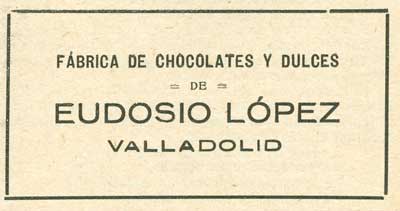 FÁBRICA DE CHOCOLATES Y DULCES
DE
EUDOSIO LÓPEZ
VALLADOLID